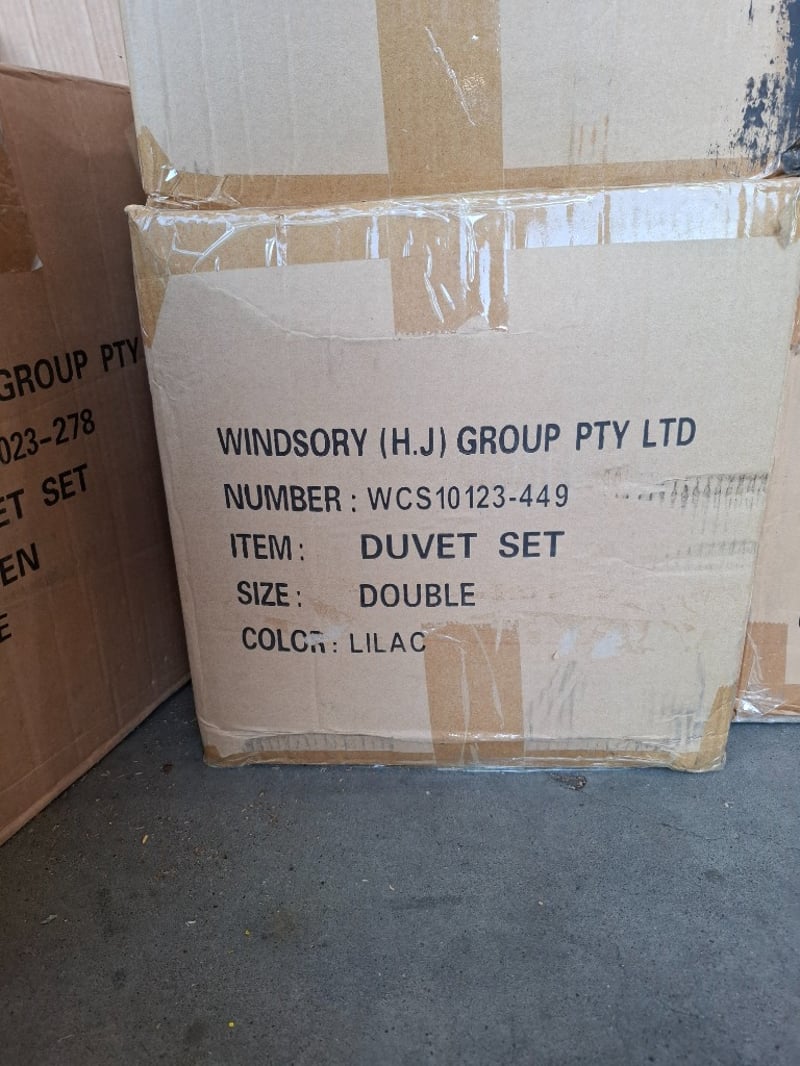 GROUP PTY
023-278
ET SET
EN
E
WINDSORY (H.J) GROUP PTY LTD
NUMBER: WCS10123-449
ITEM: DUVET SET
SIZE: DOUBLE
COLOR: LILAC